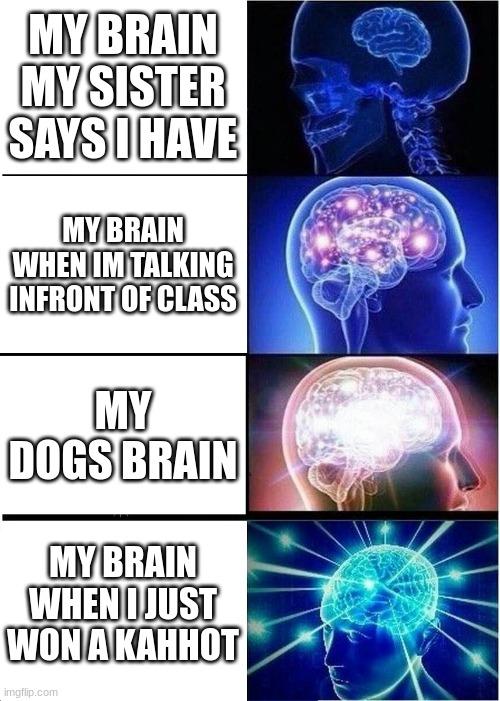 MY BRAIN
MY SISTER
SAYS I HAVE
MY BRAIN
WHEN IM TALKING
INFRONT OF CLASS
MY
DOGS BRAIN
MY BRAIN
WHEN I JUST
WON A KAHHOT
imgflip.com